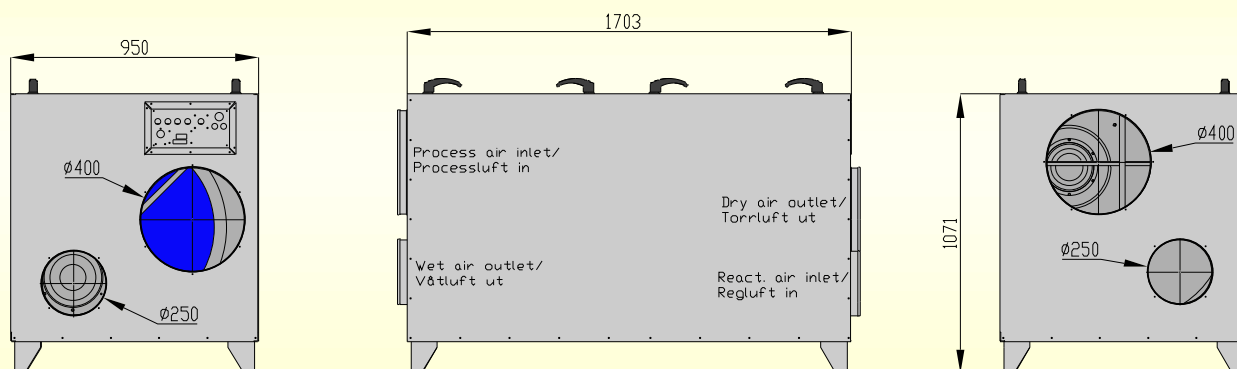 950
Ø400
Ø250
1703
Process air inlet/
Processluft in
Wet air outlet/
Våtluft ut
Dry air outlet/
Torrluft ut
React. air inlet/
Regluft in
1071
Ø400
Ø250